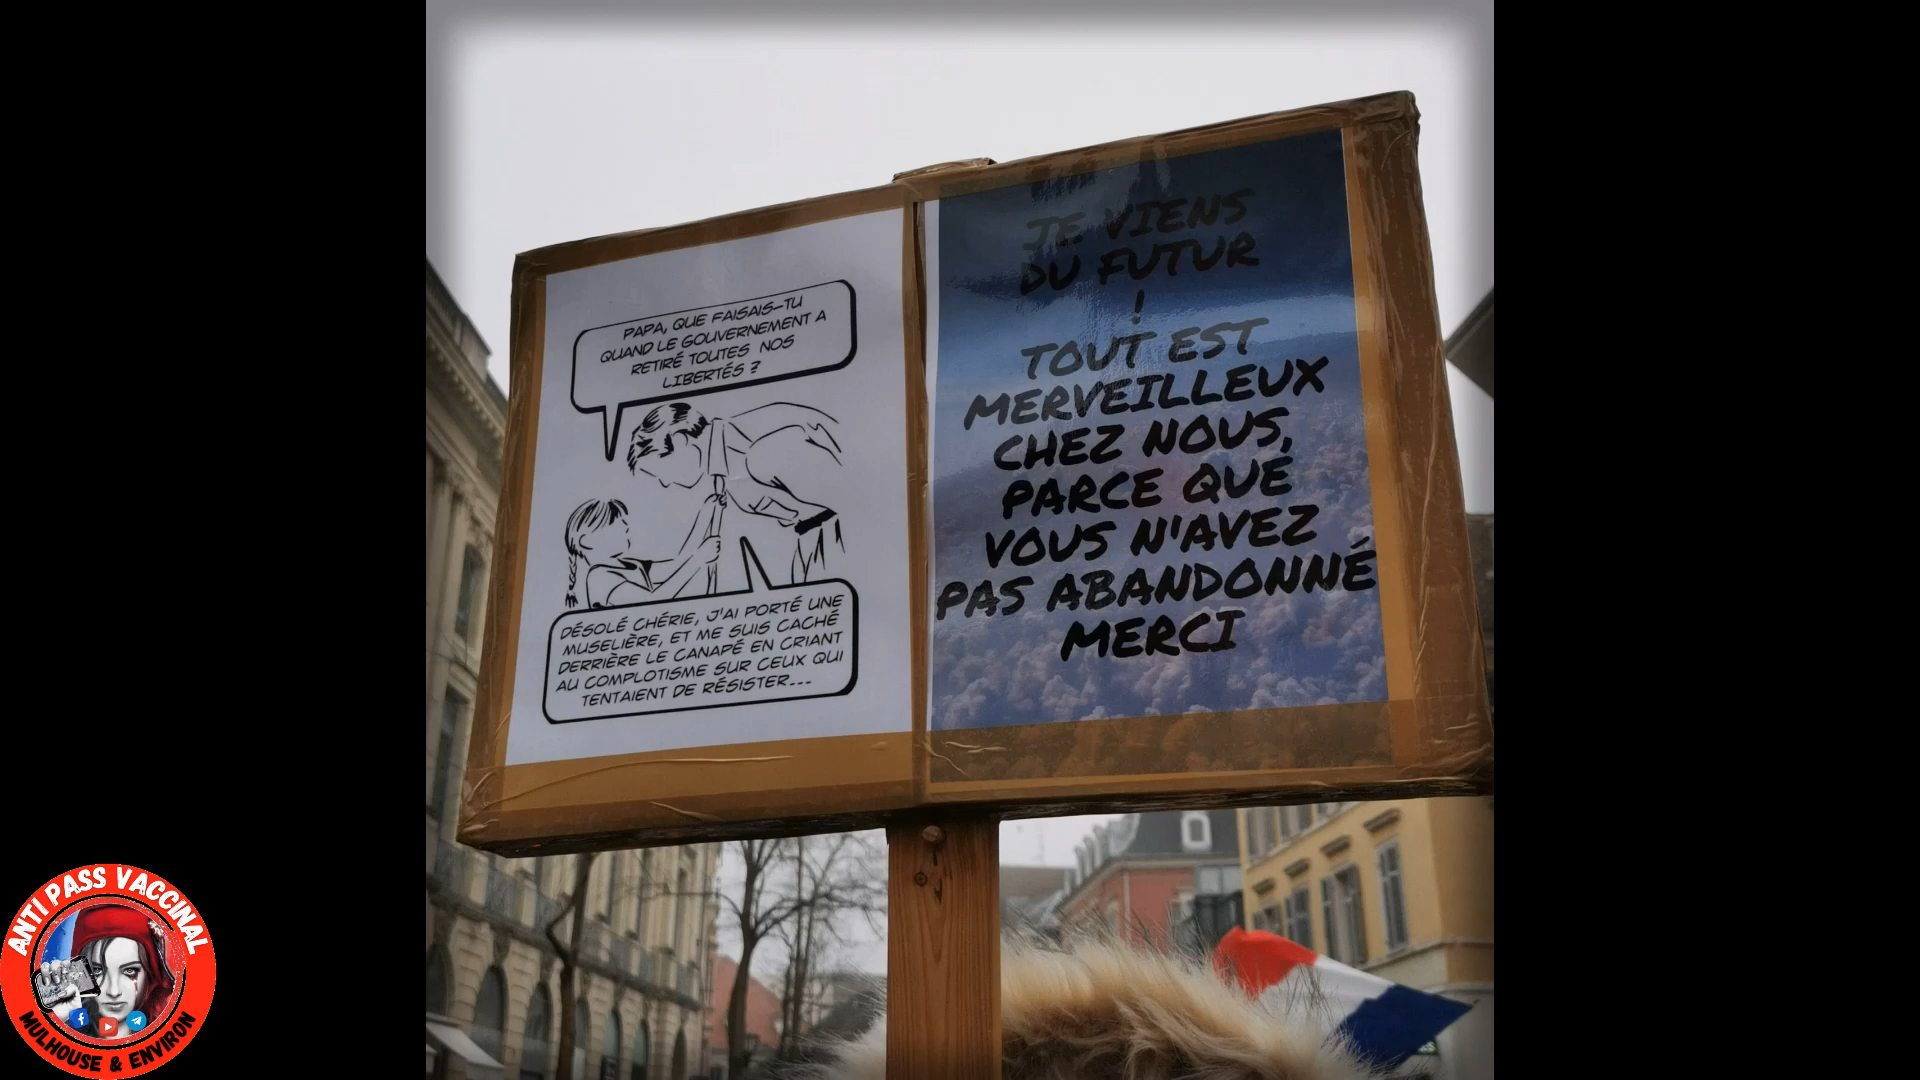 PAPA, QUE FAISAIS-TU
QUAND LE GOUVERNEMENT A
RETIRÉ TOUTES NOS
LIBERTÉS ?
DÉSOLÉ CHÉRIE, J'AI PORTÉ UNE
MUSELIÈRE, ET ME SUIS CACHÉ
DERRIÈRE LE CANAPÉ EN CRIANT
AU COMPLOTISME SUR CEUX QUI
TENTAIENT DE RÉSISTER...
JE VIENS
DU FUTUR
!
TOUT EST
MERVEILLEUX
CHEZ NOUS,
PARCE QUE
VOUS N'AVEZ
PAS ABANDONNÉ
MERCI
ANTI PASS VACCINAL
MULHOUSE & ENVIRON